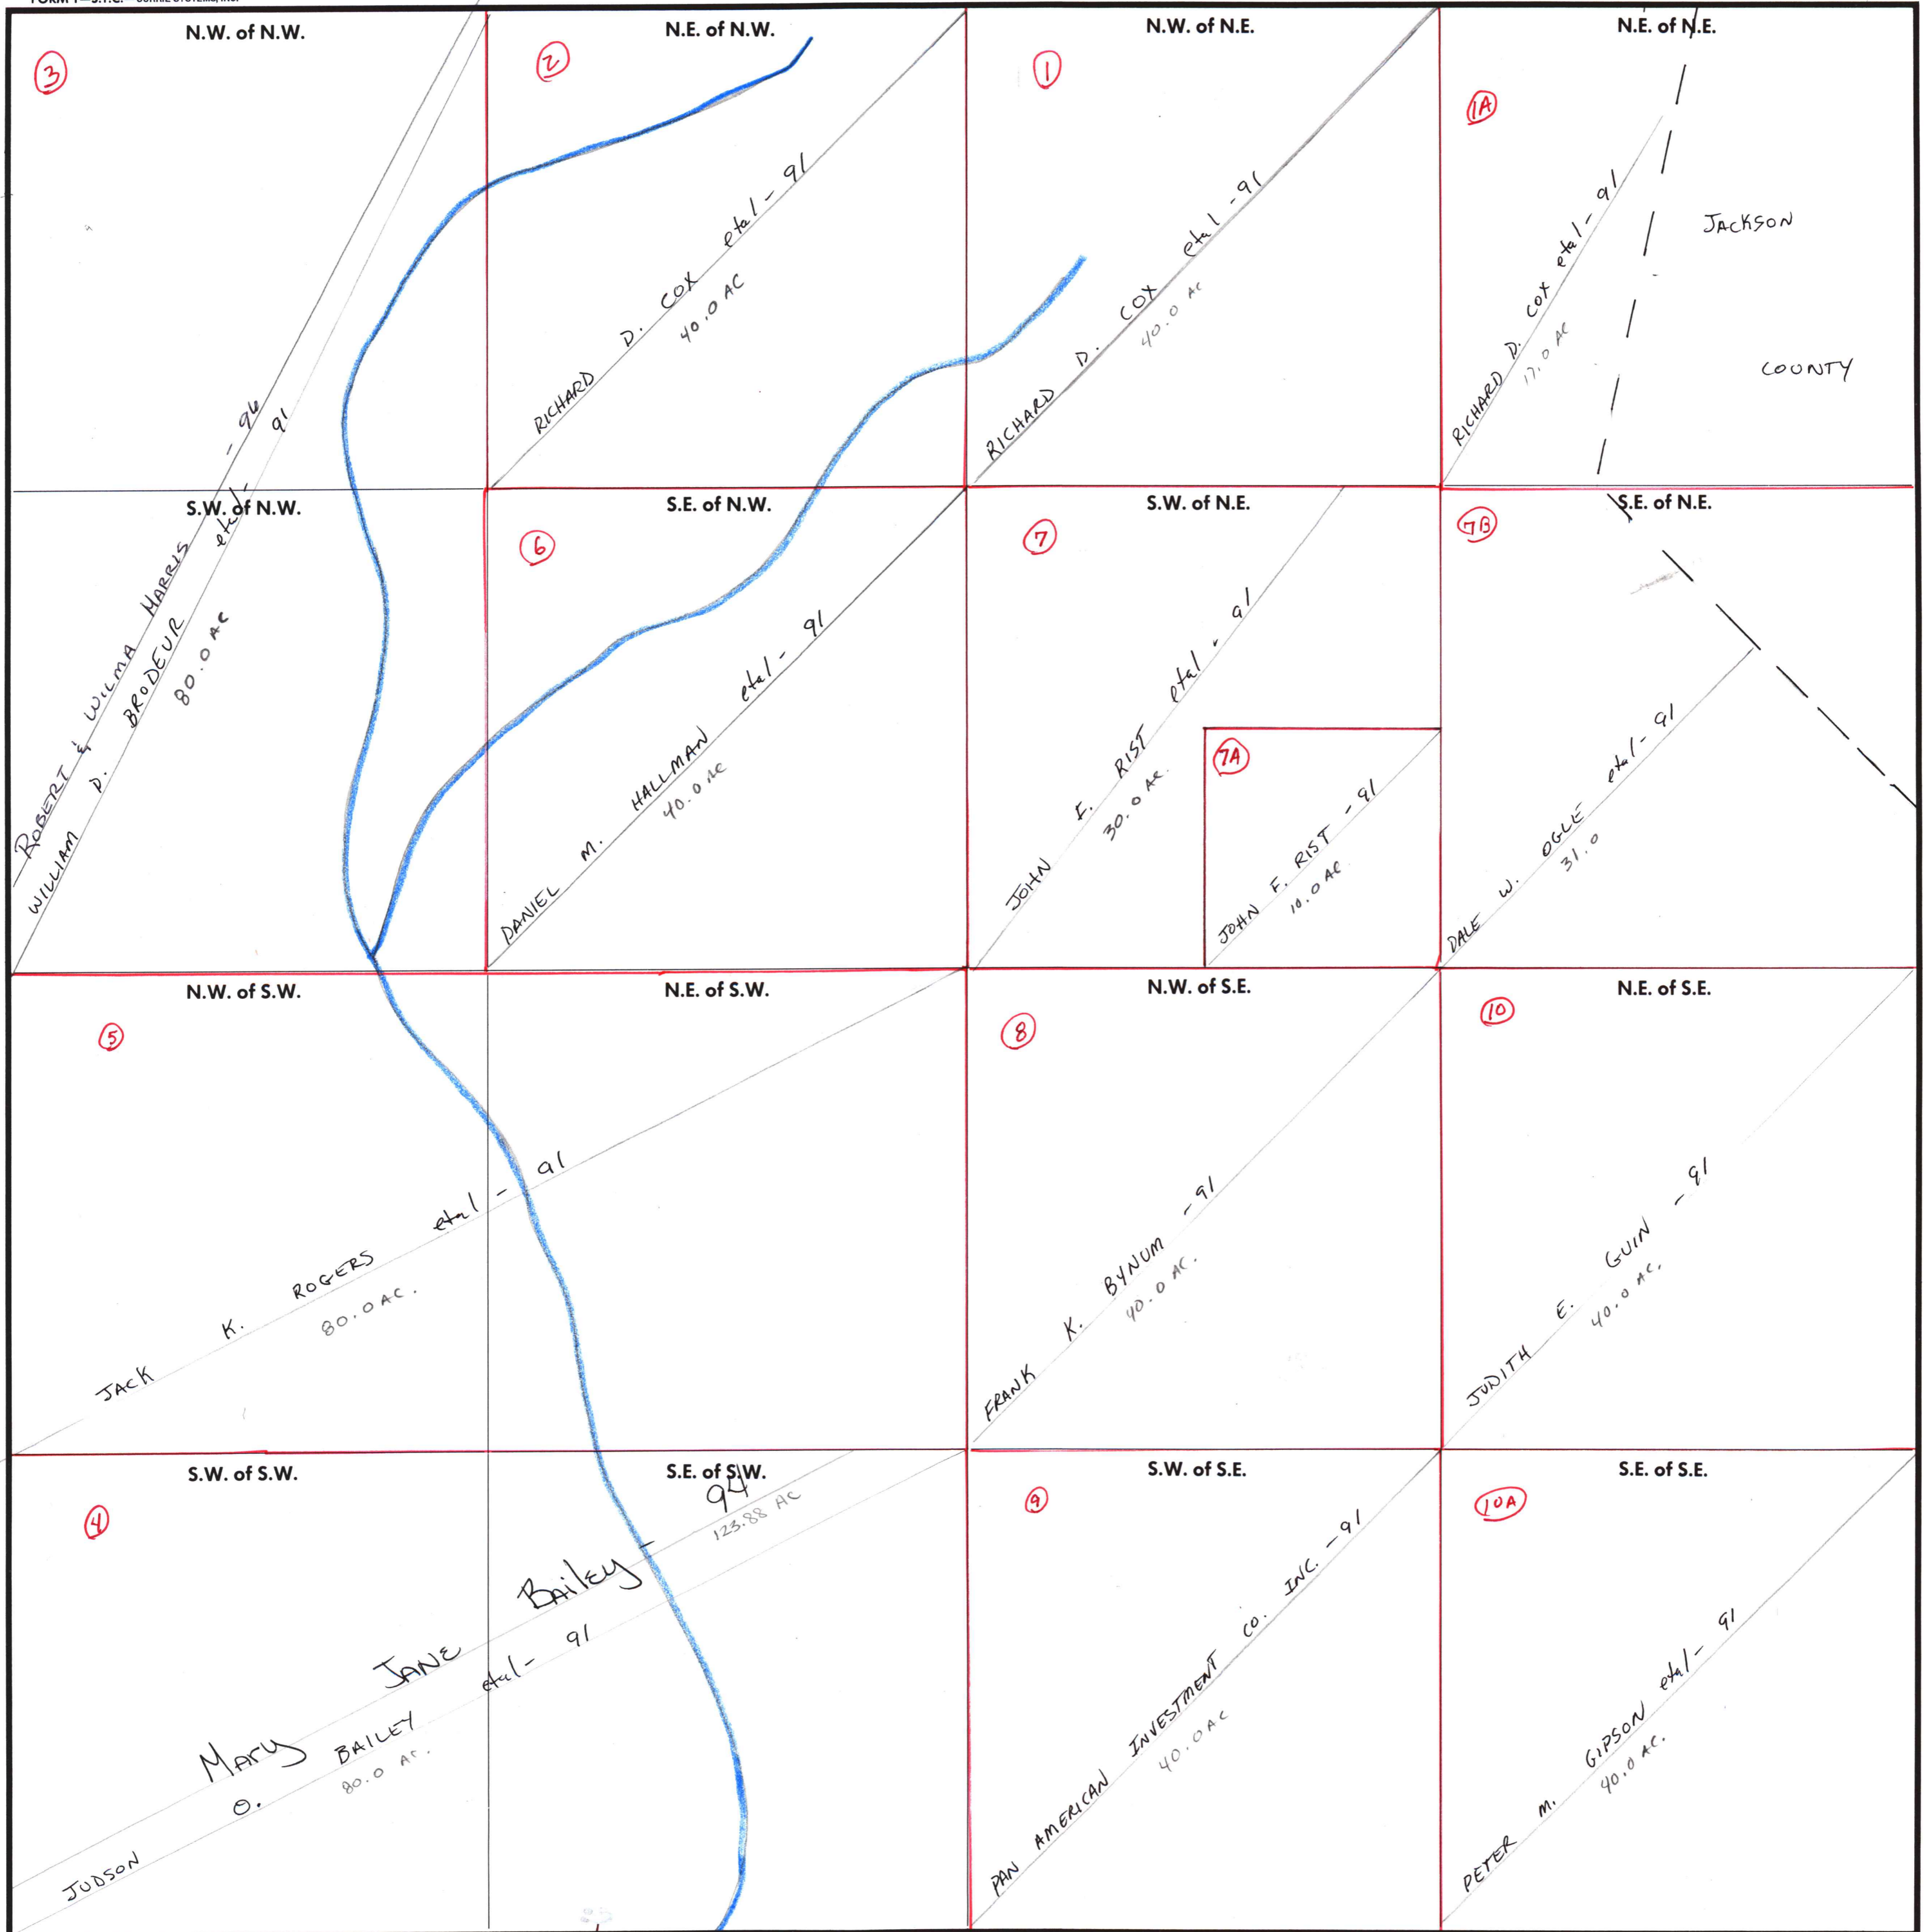 N.W. of N.W.
3
ROBERT & WILMA HARRIS - 96
WILLIAM D. BRODEUR etal- 91
80.0 AC
N.E. of N.W.
2
RICHARD D. COX etal - 91
40.0 AC
N.W. of N.E.
1
RICHARD D. COX etal - 91
40.0 AC
N.E. of N.E.
1A
RICHARD D. COX etal - 91
17.0 AC
JACKSON
COUNTY
S.W. of N.W.
S.E. of N.W.
6
DANIEL M. HALLMAN etal - 91
40.0 AC
S.W. of N.E.
7
JOHN F. RIST etal - 91
30.0 AC.
7A
JOHN F. RIST - 91
10.0 AC
S.E. of N.E.
7B
DALE W. OGLE etal - 91
31.0
N.W. of S.W.
5
JACK K. ROGERS etal - 91
80.0 AC.
N.E. of S.W.
N.W. of S.E.
8
FRANK K. BYNUM - 91
40.0 AC.
N.E. of S.E.
10
JUDITH E. GUIN - 91
40.0 AC.
S.W. of S.W.
4
Mary JANE BAILEY - 94
123.88 AC
JUDSON O. BAILEY etal - 91
80.0 AC.
S.E. of S.W.
S.W. of S.E.
9
PAN AMERICAN INVESTMENT CO. INC. - 91
40.0 AC
S.E. of S.E.
10A
PETER M. GIPSON etal - 91
40.0 AC.